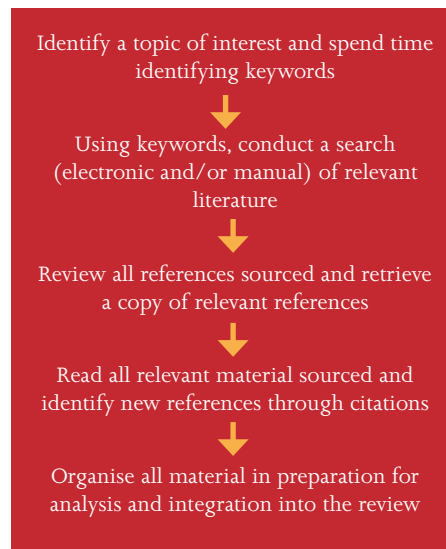 Identify a topic of interest and spend time
identifying keywords
Using keywords, conduct a search
(electronic and/or manual) of relevant
literature
Review all references sourced and retrieve
a copy of relevant references
Read all relevant material sourced and
identify new references through citations
Organise all material in preparation for
analysis and integration into the review